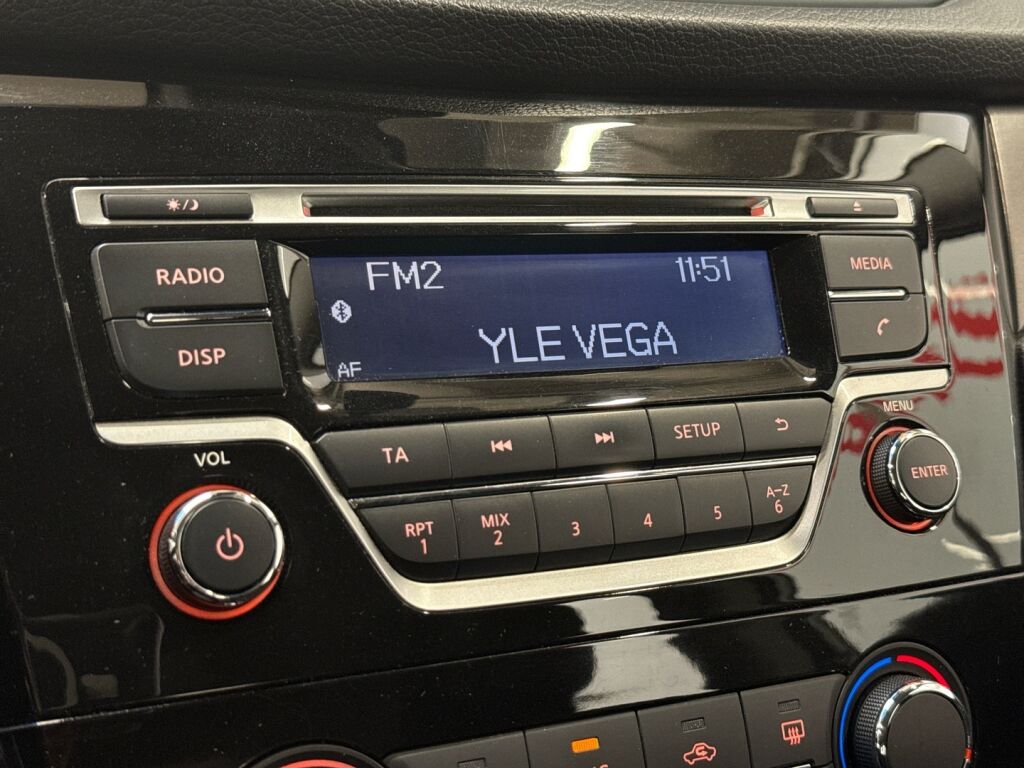 RADIO
DISP
FM2
11:51
YLE VEGA
AF
MEDIA
VOL
TA
SETUP
MENU
ENTER
RPT
1
MIX
2
3
4
5
A-Z
6